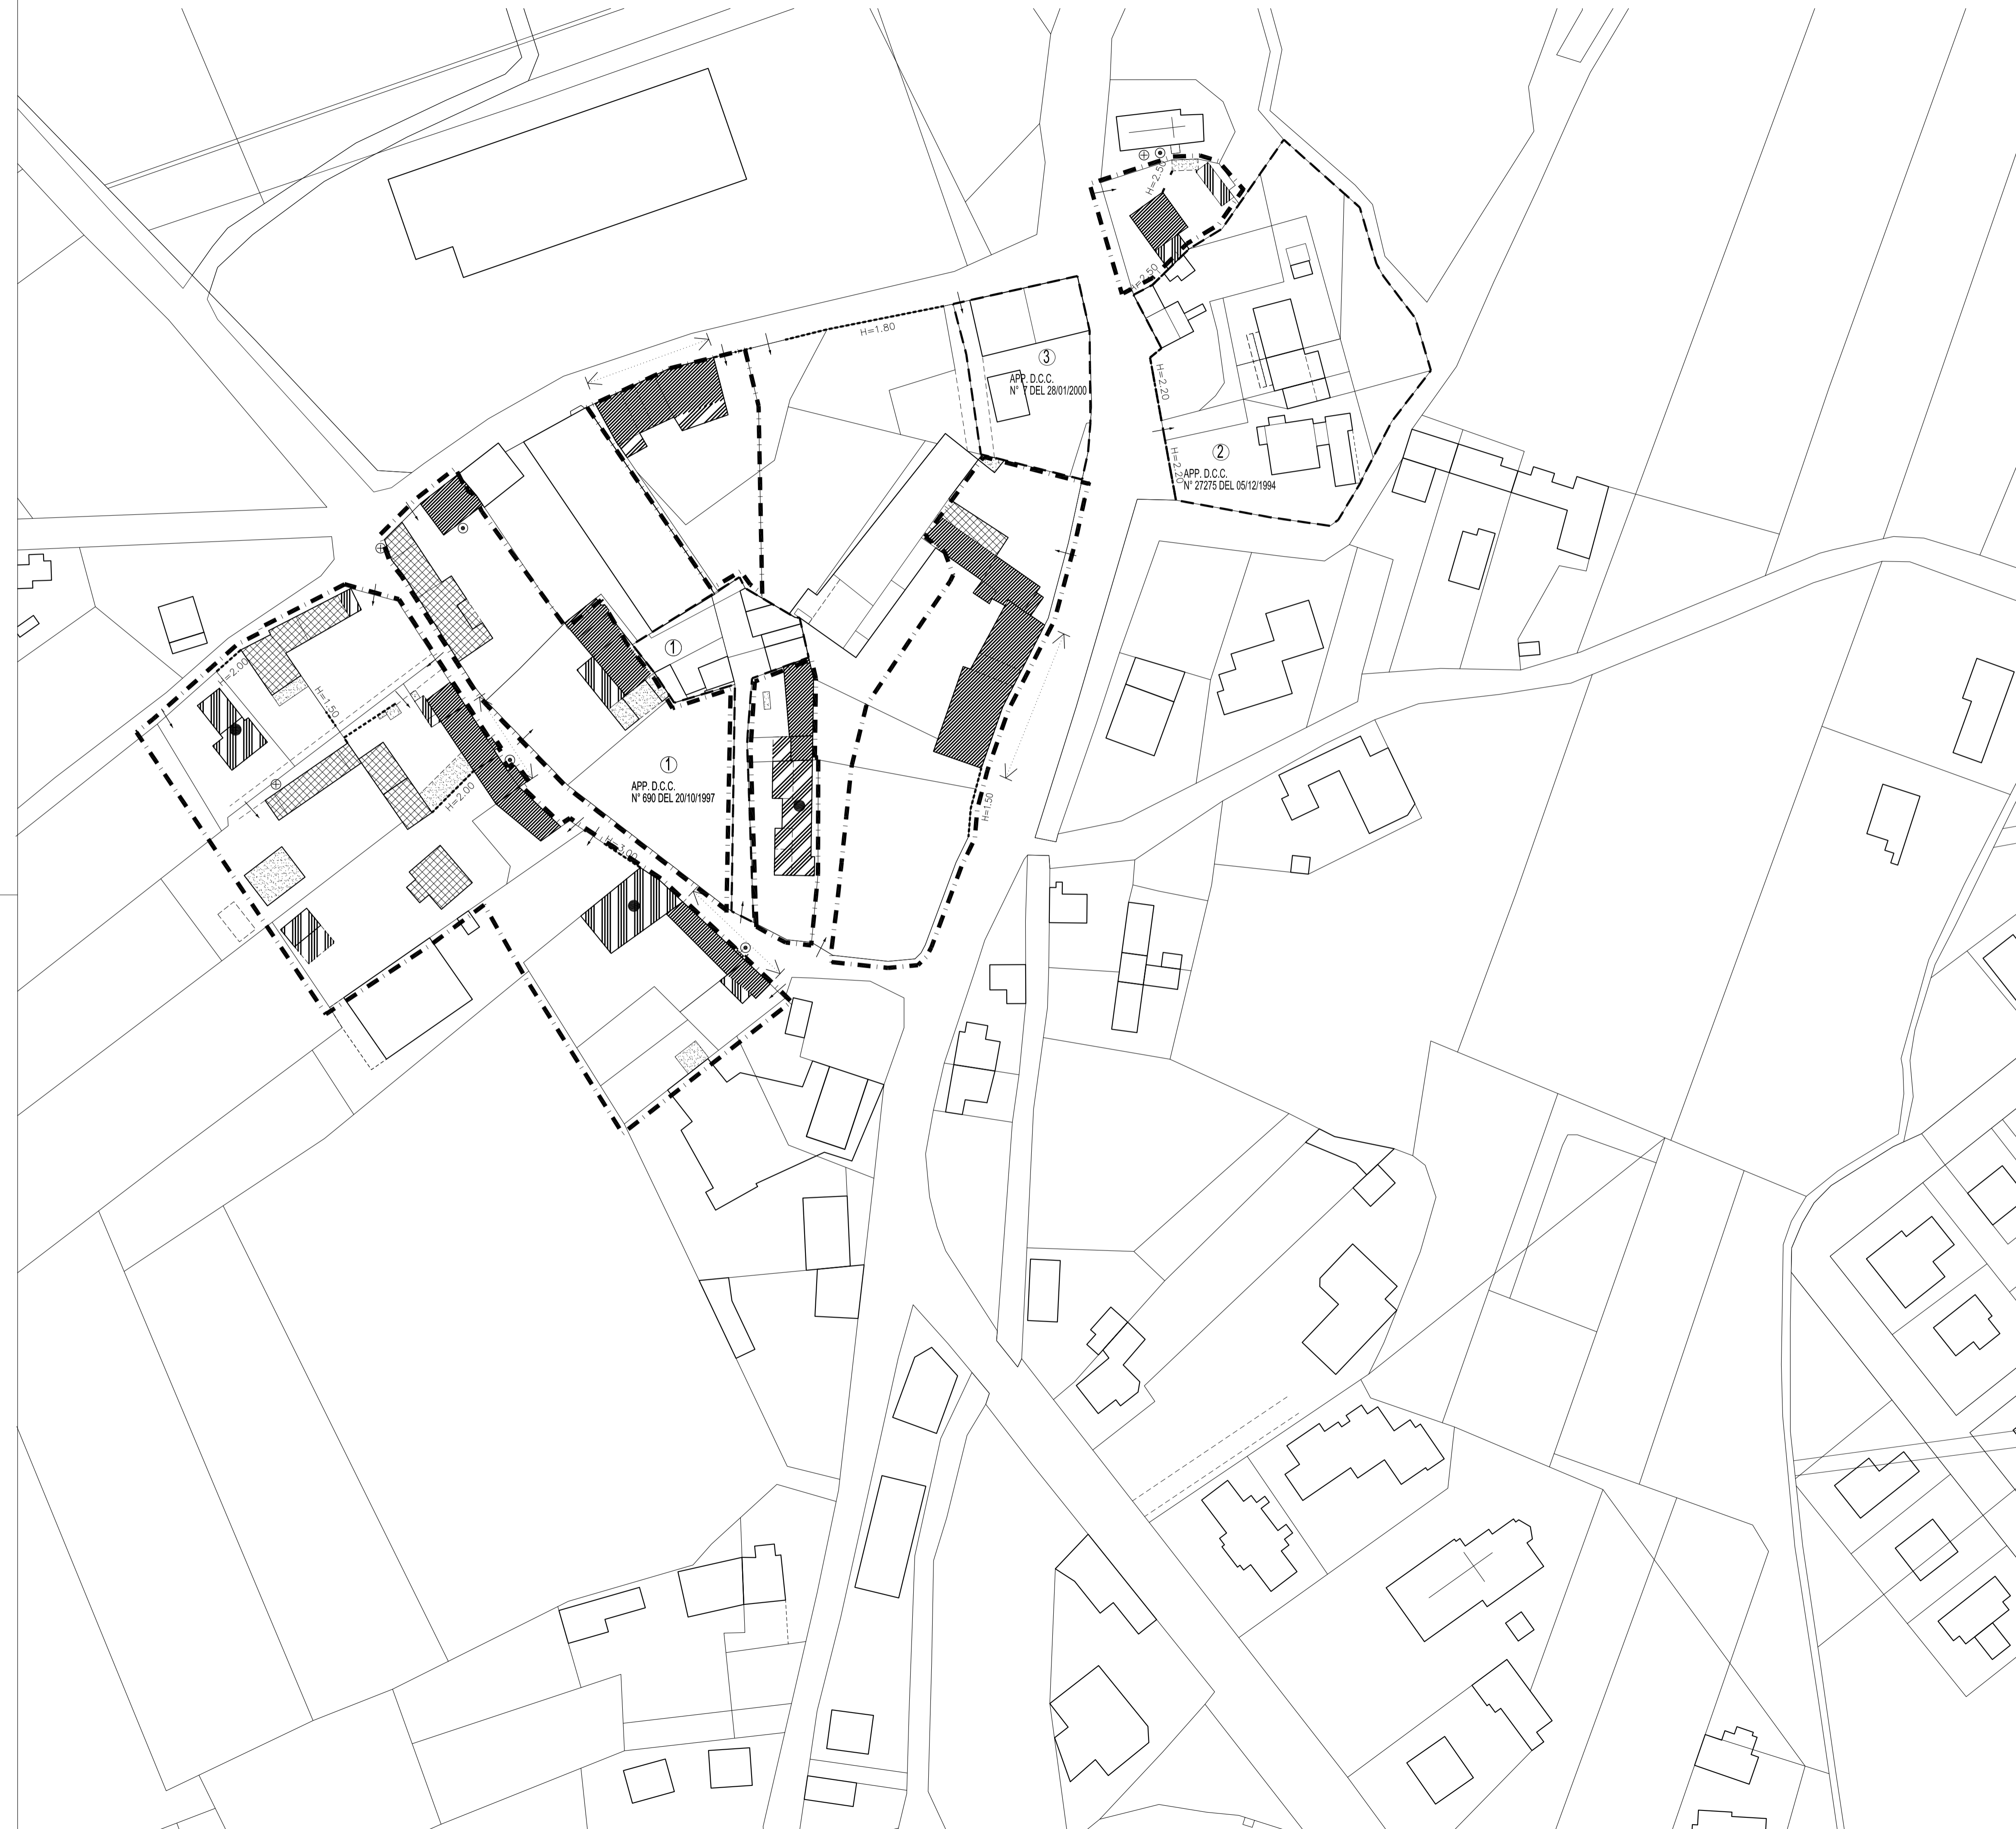 H=2.50
H=2.50
H=1.80
3
APP. D.C.C.
N° 7 DEL 28/01/2000
H=2.20
2
H=2.20
APP. D.C.C.
N° 27275 DEL 05/12/1994
1
H=2.00
H=1.50
1
APP. D.C.C.
N° 690 DEL 20/10/1997
H=2.00
H=1.50
H=3.00